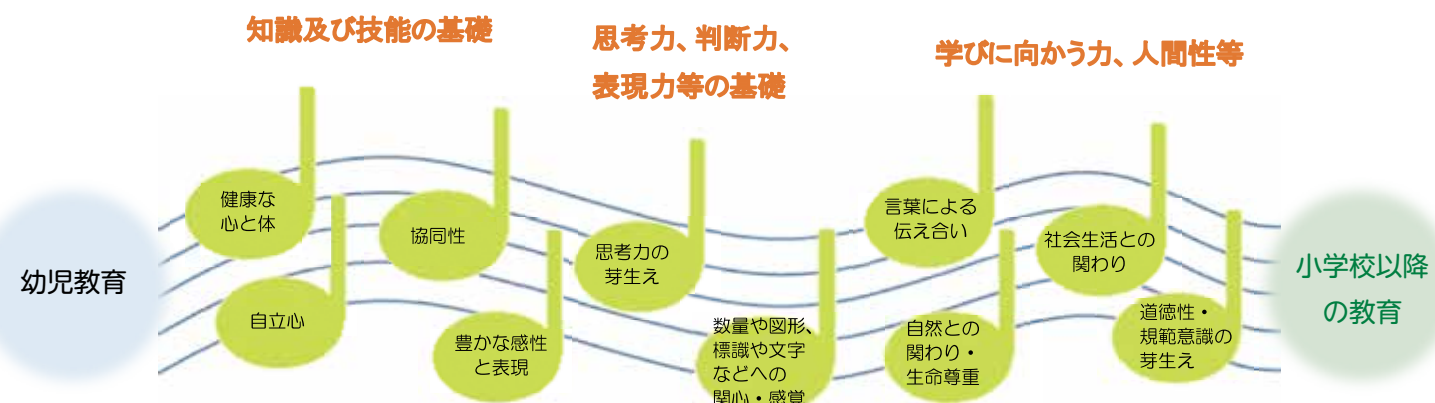 知識及び技能の基礎
思考力、判断力、
表現力等の基礎
学びに向かう力、人間性等
幼児教育
健康な
心と体
自立心
協同性
豊かな感性
と表現
思考力の
芽生え
数量や図形、
標識や文字
などへの
関心・感覚
言葉による
伝え合い
自然との
関わり・
生命尊重
社会生活との
関わり
道徳性・
規範意識の
芽生え
小学校以降
の教育